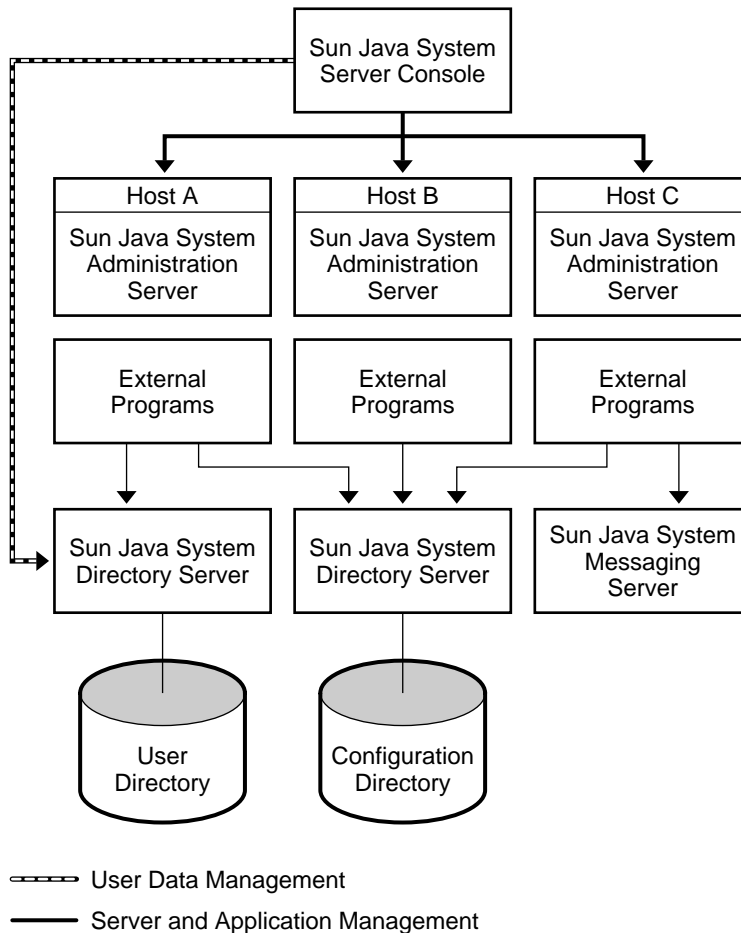 Sun Java System
Server Console
Host A
Host B
Host C
Sun Java System
Administration
Server
Sun Java System
Administration
Server
Sun Java System
Administration
Server
External
Programs
External
Programs
External
Programs
Sun Java System
Directory Server
Sun Java System
Directory Server
Sun Java System
Messaging
Server
User
Directory
Configuration
Directory
User Data Management
Server and Application Management